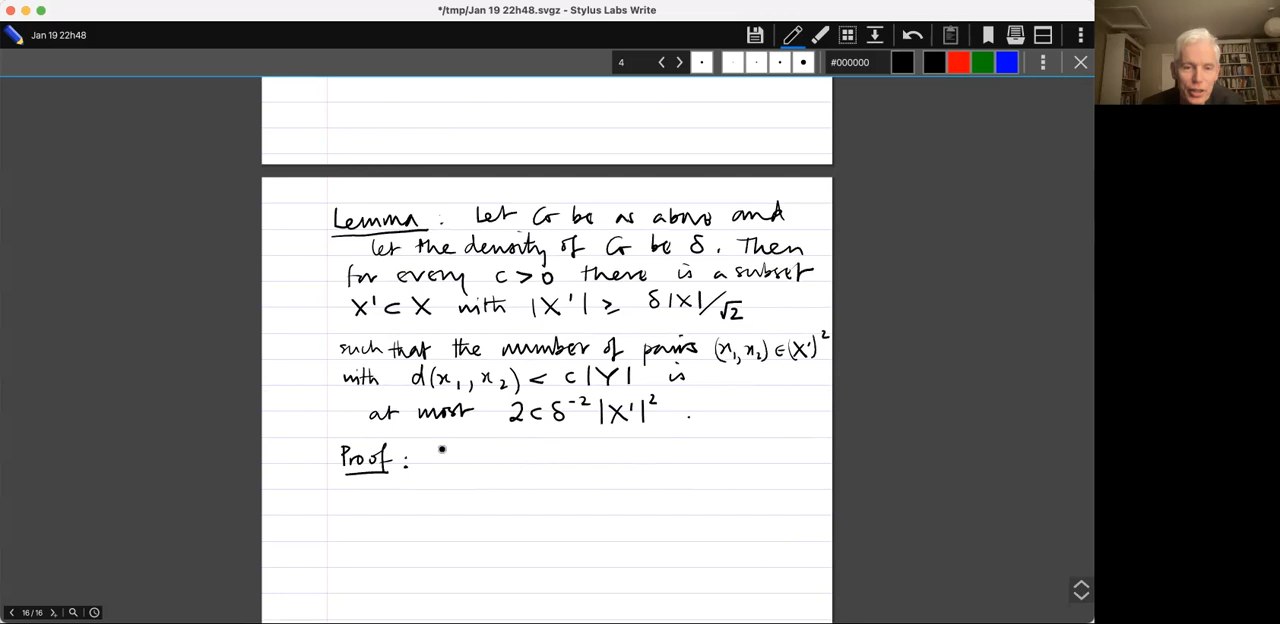 */tmp/Jan 19 22h48.svgz - Stylus Labs Write
Jan 19 22h48
4
#000000
Lemma : Let G be as above and
let the density of G be δ. Then
for every c > 0 there is a subset
X' ⊂ X with |X'| ≥ δ|X|/√2
such that the number of pairs (x₁, x₂) ∈ (X')²
with d(x₁, x₂) < c|Y| is
at most 2cδ⁻²|X'|² .
Proof :
16/16